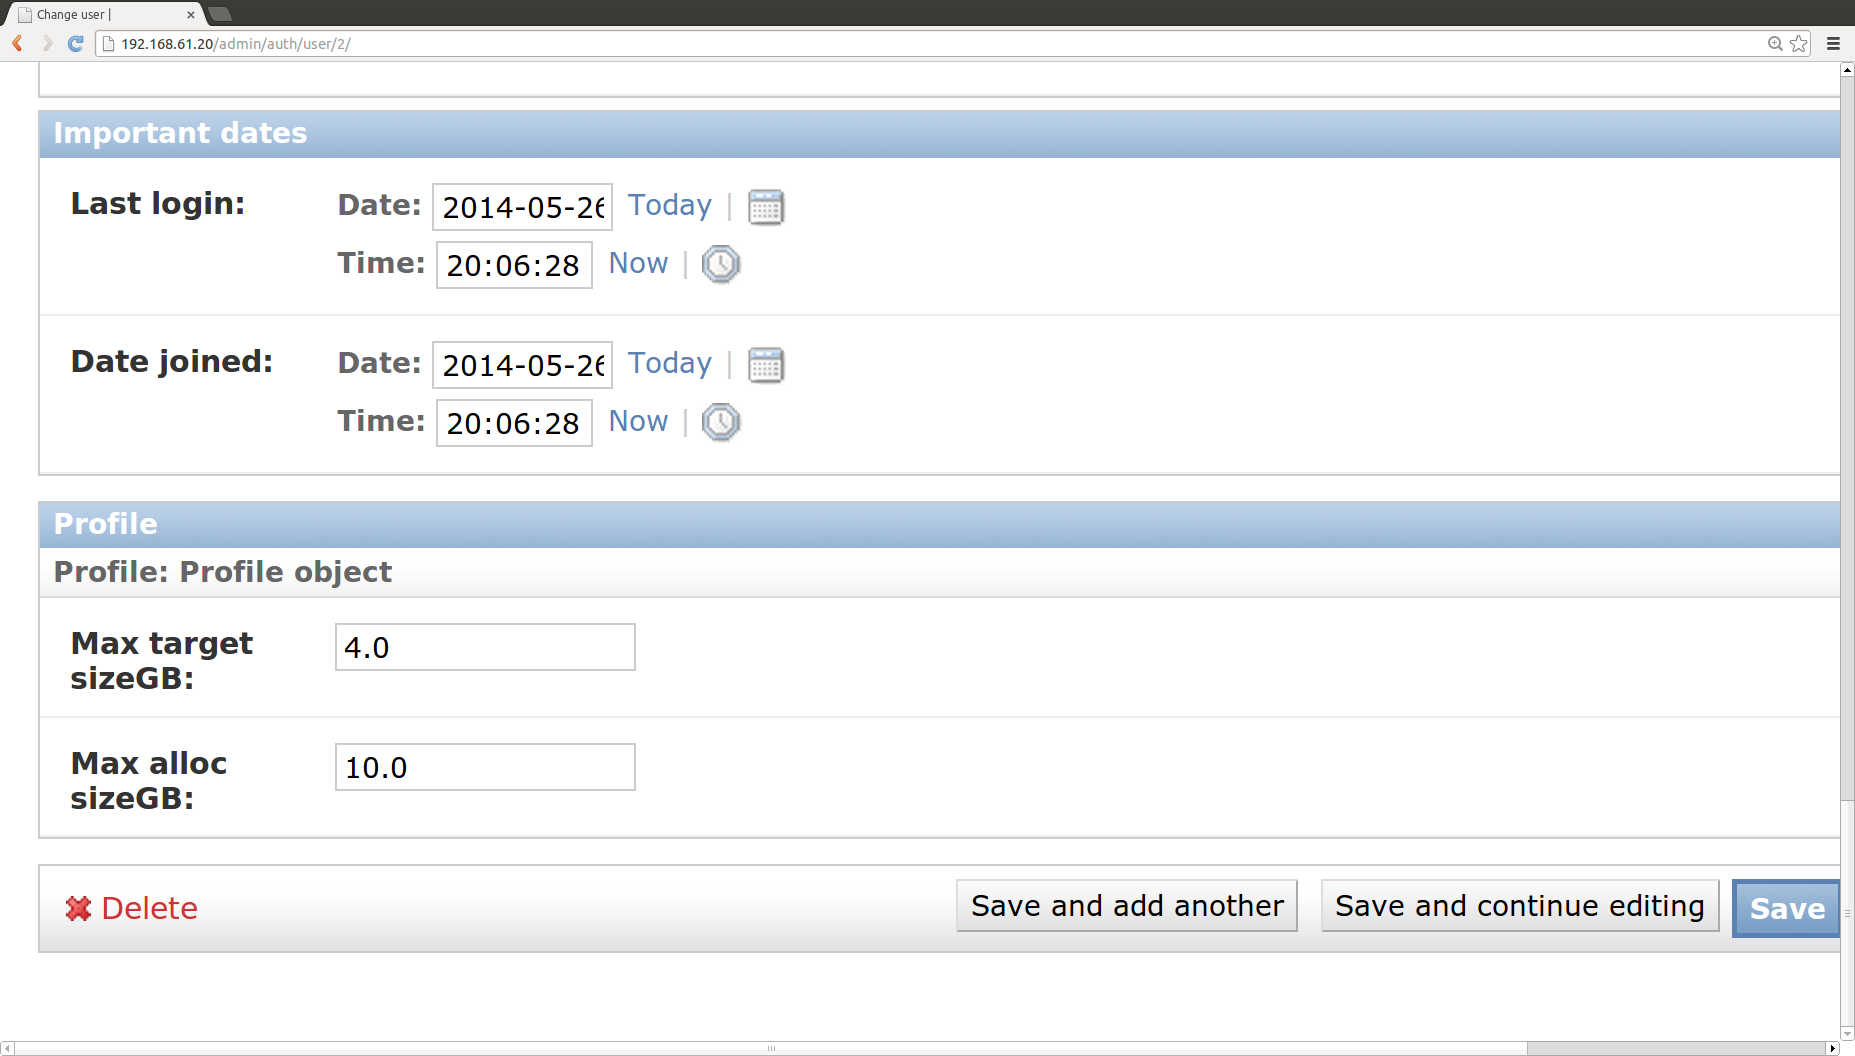 Change user |
192.168.61.20/admin/auth/user/2/
Important dates
Last login: Date: 2014-05-26 Today |
Time: 20:06:28 Now |
Date joined: Date: 2014-05-26 Today |
Time: 20:06:28 Now |
Profile
Profile: Profile object
Max target
sizeGB:
4.0
Max alloc
sizeGB:
10.0
Delete Save and add another Save and continue editing Save